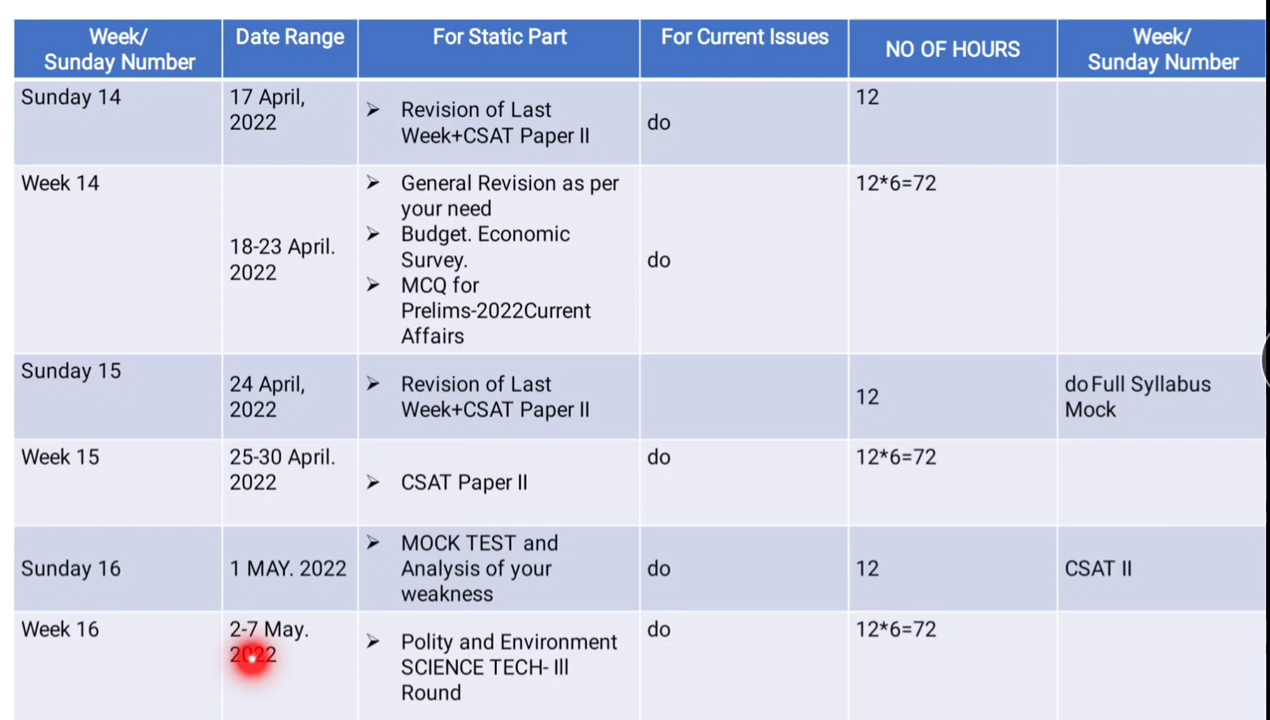 Week/
Sunday Number
Date Range
For Static Part
For Current Issues
NO OF HOURS
Week/
Sunday Number
Sunday 14
17 April,
2022
➢ Revision of Last
Week+CSAT Paper II
do
12
Week 14
18-23 April.
2022
➢ General Revision as per
your need
➢ Budget. Economic
Survey.
➢ MCQ for
Prelims-2022Current
Affairs
do
12*6=72
Sunday 15
24 April,
2022
➢ Revision of Last
Week+CSAT Paper II
12
do Full Syllabus
Mock
Week 15
25-30 April.
2022
➢ CSAT Paper II
do
12*6=72
Sunday 16
1 MAY. 2022
➢ MOCK TEST and
Analysis of your
weakness
do
12
CSAT II
Week 16
2-7 May.
2022
➢ Polity and Environment
SCIENCE TECH- III
Round
do
12*6=72